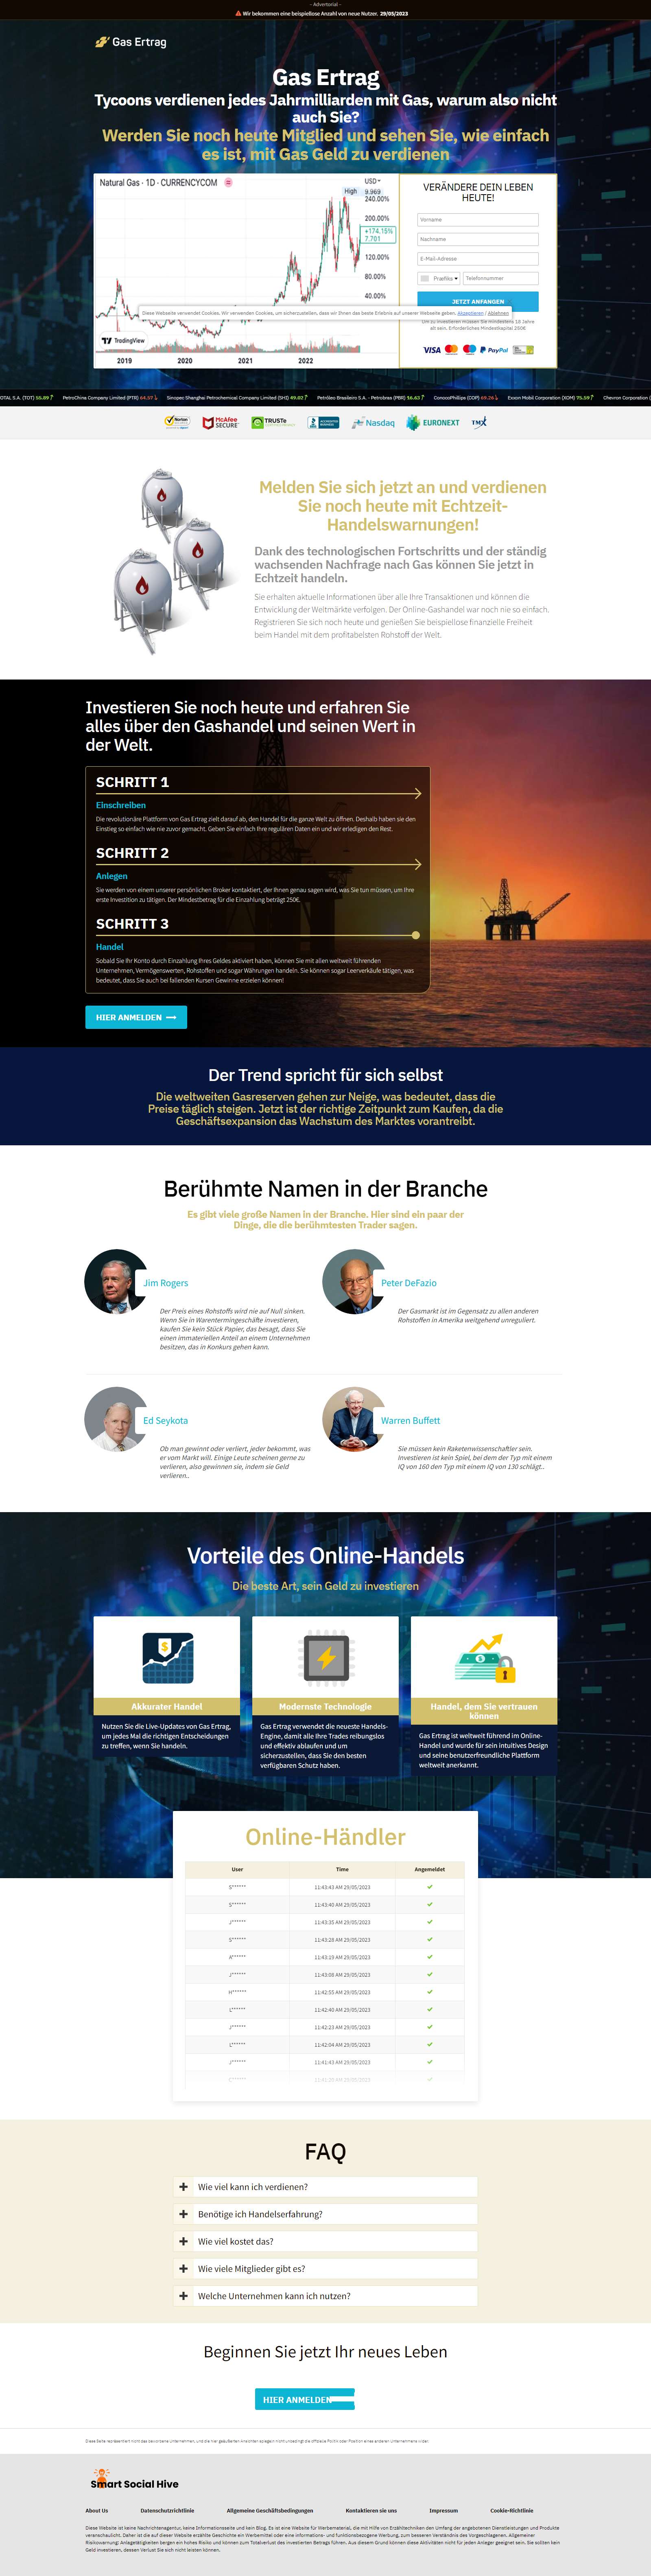 - Advertorial -
Wir bekommen eine beispiellose Anzahl von neue Nutzer. 29/05/2023
Gas Ertrag
Gas Ertrag
Tycoons verdienen jedes Jahrmilliarden mit Gas, warum also nicht
auch Sie?
Werden Sie noch heute Mitglied und sehen Sie, wie einfach
es ist, mit Gas Geld zu verdienen
Natural Gas · 1D · CURRENCYCOM
USD
High 9.969
240.00%
200.00%
+174.15%
7.701
120.00%
80.00%
40.00%
TradingView
2019 2020 2021 2022
VERÄNDERE DEIN LEBEN
HEUTE!
Vorname
Nachname
E-Mail-Adresse
Præfiks Telefonnummer
JETZT ANFANGEN
Diese Webseite verwendet Cookies. Wir verwenden Cookies, um sicherzustellen, dass wir Ihnen das beste Erlebnis auf unserer Webseite geben. Akzeptieren | Ablehnen
Um zu investieren müssen Sie mindestens 18 Jahre
alt sein. Erforderliches Mindestkapital 250€
VISA PayPal
OTAL S.A. (TOT) 55.89 PetroChina Company Limited (PTR) 64.57 Sinopec Shanghai Petrochemical Company Limited (SHI) 49.02 Petróleo Brasileiro S.A. - Petrobras (PBR) 16.63 ConocoPhillips (COP) 69.26 Exxon Mobil Corporation (XOM) 75.59 Chevron Corporation (
Norton
McAfee
SECURE
TRUSTe
Nasdaq
EURONEXT
TMX
Melden Sie sich jetzt an und verdienen
Sie noch heute mit Echtzeit-
Handelswarnungen!
Dank des technologischen Fortschritts und der ständig
wachsenden Nachfrage nach Gas können Sie jetzt in
Echtzeit handeln.
Sie erhalten aktuelle Informationen über alle Ihre Transaktionen und können die
Entwicklung der Weltmärkte verfolgen. Der Online-Gashandel war noch nie so einfach.
Registrieren Sie sich noch heute und genießen Sie beispiellose finanzielle Freiheit
beim Handel mit dem profitabelsten Rohstoff der Welt.
Investieren Sie noch heute und erfahren Sie
alles über den Gashandel und seinen Wert in
der Welt.
SCHRITT 1
Einschreiben
Die revolutionäre Plattform von Gas Ertrag zielt darauf ab, den Handel für die ganze Welt zu öffnen. Deshalb haben sie den
Einstieg so einfach wie nie zuvor gemacht. Geben Sie einfach Ihre regulären Daten ein und wir erledigen den Rest.
SCHRITT 2
Anlegen
Sie werden von einem unserer persönlichen Broker kontaktiert, der Ihnen genau sagen wird, was Sie tun müssen, um Ihre
erste Investition zu tätigen. Der Mindestbetrag für die Einzahlung beträgt 250€.
SCHRITT 3
Handel
Sobald Sie Ihr Konto durch Einzahlung Ihres Geldes aktiviert haben, können Sie mit allen weltweit führenden
Unternehmen, Vermögenswerten, Rohstoffen und sogar Währungen handeln. Sie können sogar Leerverkäufe tätigen, was
bedeutet, dass Sie auch bei fallenden Kursen Gewinne erzielen können!
HIER ANMELDEN
Der Trend spricht für sich selbst
Die weltweiten Gasreserven gehen zur Neige, was bedeutet, dass die
Preise täglich steigen. Jetzt ist der richtige Zeitpunkt zum Kaufen, da die
Geschäftsexpansion das Wachstum des Marktes vorantreibt.
Berühmte Namen in der Branche
Es gibt viele große Namen in der Branche. Hier sind ein paar der
Dinge, die die berühmtesten Trader sagen.
Jim Rogers
Der Preis eines Rohstoffs wird nie auf Null sinken.
Wenn Sie in Warentermingeschäfte investieren,
kaufen Sie kein Stück Papier, das besagt, dass Sie
einen immateriellen Anteil an einem Unternehmen
besitzen, das in Konkurs gehen kann.
Peter DeFazio
Der Gasmarkt ist im Gegensatz zu allen anderen
Rohstoffen in Amerika weitgehend unreguliert.
Ed Seykota
Ob man gewinnt oder verliert, jeder bekommt, was
er vom Markt will. Einige Leute scheinen gerne zu
verlieren, also gewinnen sie, indem sie Geld
verlieren..
Warren Buffett
Sie müssen kein Raketenwissenschaftler sein.
Investieren ist kein Spiel, bei dem der Typ mit einem
IQ von 160 den Typ mit einem IQ von 130 schlägt..
Vorteile des Online-Handels
Die beste Art, sein Geld zu investieren
Akkurater Handel
Nutzen Sie die Live-Updates von Gas Ertrag,
um jedes Mal die richtigen Entscheidungen
zu treffen, wenn Sie handeln.
Modernste Technologie
Gas Ertrag verwendet die neueste Handels-
Engine, damit alle Ihre Trades reibungslos
und effektiv ablaufen und um
sicherzustellen, dass Sie den besten
verfügbaren Schutz haben.
Handel, dem Sie vertrauen
können
Gas Ertrag ist weltweit führend im Online-
Handel und wurde für sein intuitives Design
und seine benutzerfreundliche Plattform
weltweit anerkannt.
Online-Händler
User Time Angemeldet
S****** 11:43:43 AM 29/05/2023
S****** 11:43:40 AM 29/05/2023
J****** 11:43:35 AM 29/05/2023
S****** 11:43:28 AM 29/05/2023
A****** 11:43:19 AM 29/05/2023
J****** 11:43:08 AM 29/05/2023
H****** 11:42:55 AM 29/05/2023
L****** 11:42:40 AM 29/05/2023
J****** 11:42:23 AM 29/05/2023
L****** 11:42:04 AM 29/05/2023
J****** 11:41:43 AM 29/05/2023
FAQ
Wie viel kann ich verdienen?
Benötige ich Handelserfahrung?
Wie viel kostet das?
Wie viele Mitglieder gibt es?
Welche Unternehmen kann ich nutzen?
Beginnen Sie jetzt Ihr neues Leben
HIER ANMELDEN
Smart Social Hive
About Us Datenschutzrichtlinie Allgemeine Geschäftsbedingungen Kontaktieren sie uns Impressum Cookie-Richtlinie
Diese Website ist keine Nachrichtenagentur, keine Informationsseite und kein Blog. Es ist eine Website für Werbematerial, die mit Hilfe von Erzähltechniken den Umfang der angebotenen Dienstleistungen und Produkte
veranschaulicht. Daher ist die auf dieser Website erzählte Geschichte ein Werbemittel oder eine informations- und funktionsbezogene Werbung, zum besseren Verständnis des Vorgeschlagenen. Allgemeiner
Risikowarnung: Anlagetätigkeiten bergen ein hohes Risiko und können zum Totalverlust des investierten Betrags führen. Aus diesem Grund können diese Aktivitäten nicht für jeden Anleger geeignet sein. Sie sollten kein
Geld investieren, dessen Verlust Sie sich nicht leisten können.